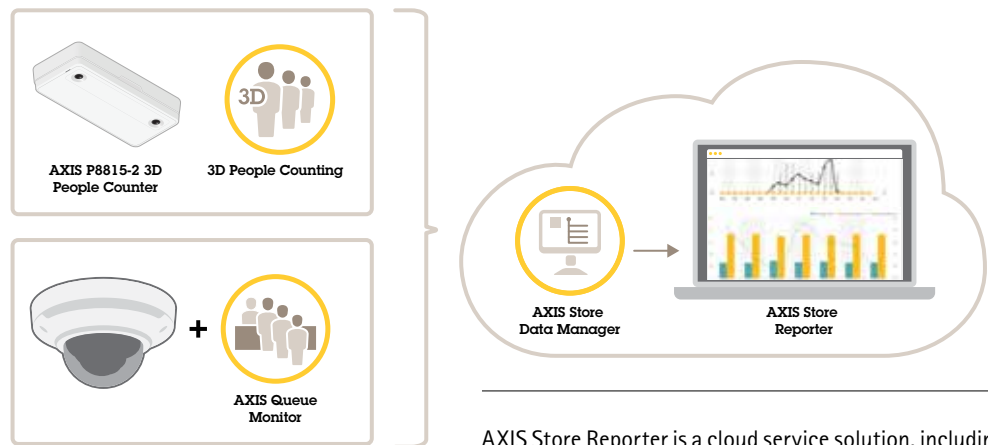 3D
AXIS P8815-2 3D
People Counter
3D People Counting
+
AXIS Queue
Monitor
AXIS Store
Data Manager
AXIS Store
Reporter
AXIS Store Reporter is a cloud service solution, includin